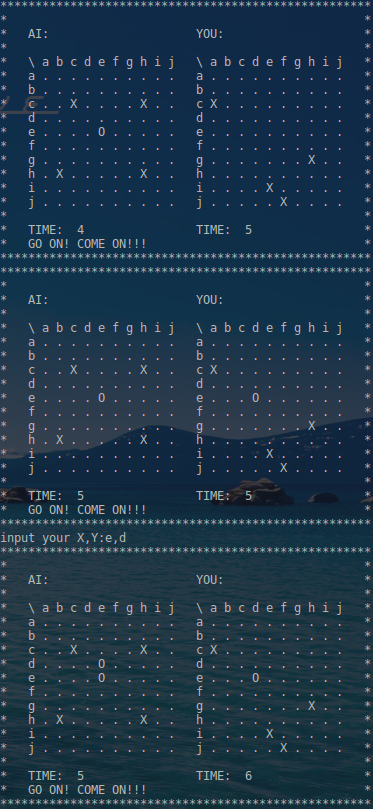 *****************************************************
*                                                   *
*   AI:                     YOU:                    *
*                                                   *
*   \ a b c d e f g h i j   \ a b c d e f g h i j   *
*   a . . . . . . . . . .   a . . . . . . . . . .   *
*   b . . . . . . . . . .   b . . . . . . . . . .   *
*   c . . X . . . . X . .   c X . . . . . . . . .   *
*   d . . . . . . . . . .   d . . . . . . . . . .   *
*   e . . . . O . . . . .   e . . . . . . . . . .   *
*   f . . . . . . . . . .   f . . . . . . . . . .   *
*   g . . . . . . . . . .   g . . . . . . . X . .   *
*   h . X . . . . . X . .   h . . . . . . . . . .   *
*   i . . . . . . . . . .   i . . . . X . . . . .   *
*   j . . . . . . . . . .   j . . . . . X . . . .   *
*                                                   *
*   TIME:  4                TIME:  5                *
*   GO ON! COME ON!!!                               *
*****************************************************
*****************************************************
*                                                   *
*   AI:                     YOU:                    *
*                                                   *
*   \ a b c d e f g h i j   \ a b c d e f g h i j   *
*   a . . . . . . . . . .   a . . . . . . . . . .   *
*   b . . . . . . . . . .   b . . . . . . . . . .   *
*   c . . X . . . . X . .   c X . . . . . . . . .   *
*   d . . . . . . . . . .   d . . . . . . . . . .   *
*   e . . . . O . . . . .   e . . . O . . . . . .   *
*   f . . . . . . . . . .   f . . . . . . . . . .   *
*   g . . . . . . . . . .   g . . . . . . . X . .   *
*   h . X . . . . . X . .   h . . . . . . . . . .   *
*   i . . . . . . . . . .   i . . . . X . . . . .   *
*   j . . . . . . . . . .   j . . . . . X . . . .   *
*                                                   *
*   TIME:  5                TIME:  5                *
*   GO ON! COME ON!!!                               *
*****************************************************
input your X,Y:e,d
*****************************************************
*                                                   *
*   AI:                     YOU:                    *
*                                                   *
*   \ a b c d e f g h i j   \ a b c d e f g h i j   *
*   a . . . . . . . . . .   a . . . . . . . . . .   *
*   b . . . . . . . . . .   b . . . . . . . . . .   *
*   c . . X . . . . X . .   c X . . . . . . . . .   *
*   d . . . . O . . . . .   d . . . . . . . . . .   *
*   e . . . . O . . . . .   e . . . O . . . . . .   *
*   f . . . . . . . . . .   f . . . . . . . . . .   *
*   g . . . . . . . . . .   g . . . . . . . X . .   *
*   h . X . . . . . X . .   h . . . . . . . . . .   *
*   i . . . . . . . . . .   i . . . . X . . . . .   *
*   j . . . . . . . . . .   j . . . . . X . . . .   *
*                                                   *
*   TIME:  5                TIME:  6                *
*   GO ON! COME ON!!!                               *
*****************************************************